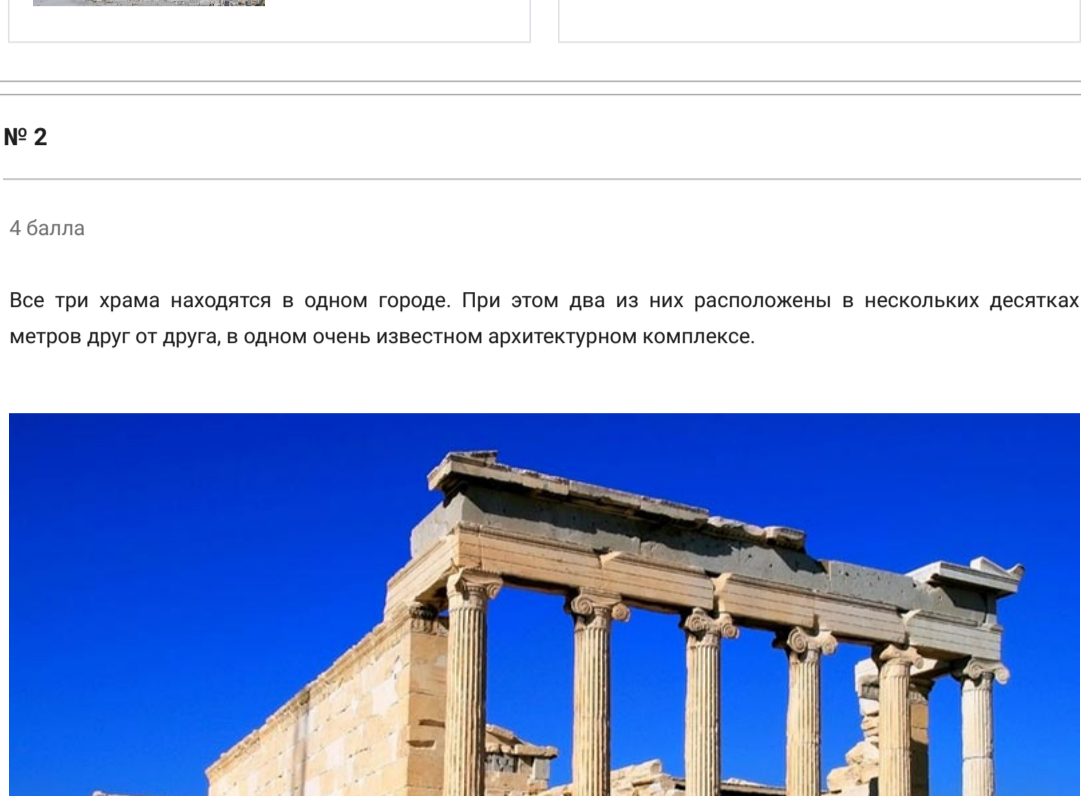 № 2
4 балла
Все три храма находятся в одном городе. При этом два из них расположены в нескольких десятках
метров друг от друга, в одном очень известном архитектурном комплексе.